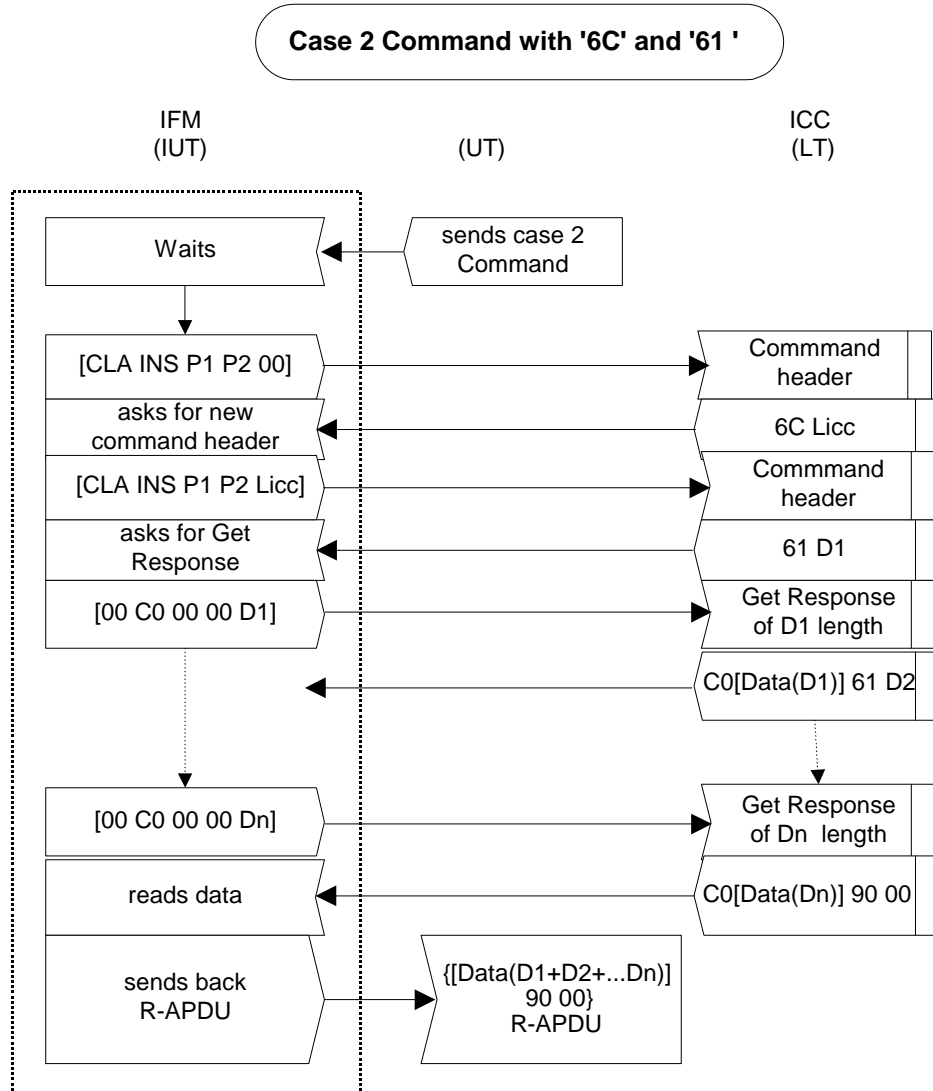 Case 2 Command with '6C' and '61 '
IFM
(IUT)
(UT)
ICC
(LT)
Waits
sends case 2
Command
[CLA INS P1 P2 00]
Commmand
header
asks for new
command header
6C Licc
[CLA INS P1 P2 Licc]
Commmand
header
asks for Get
Response
61 D1
[00 C0 00 00 D1]
Get Response
of D1 length
C0[Data(D1)] 61 D2
[00 C0 00 00 Dn]
Get Response
of Dn length
reads data
C0[Data(Dn)] 90 00
sends back
R-APDU
{[Data(D1+D2+...Dn)]
90 00}
R-APDU